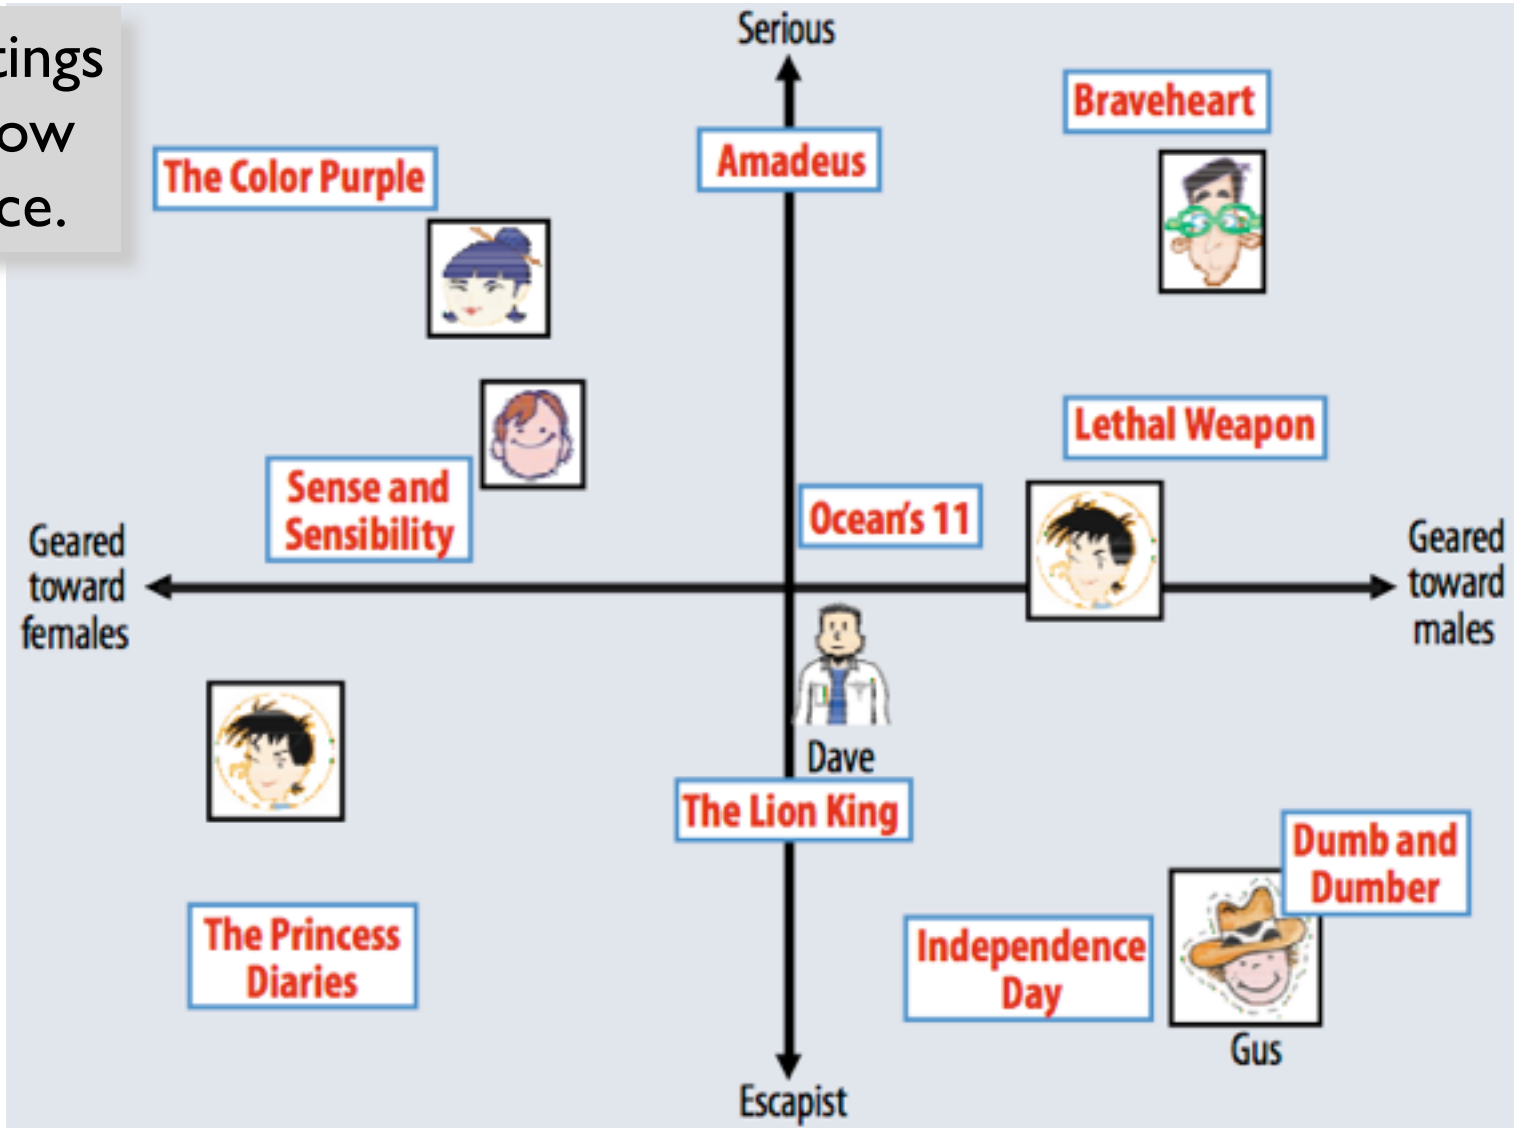 Serious
Braveheart
Amadeus
The Color Purple
Lethal Weapon
Sense and
Sensibility
Ocean's 11
Geared
toward
females
Geared
toward
males
Dave
The Lion King
Dumb and
Dumber
The Princess
Diaries
Independence
Day
Gus
Escapist